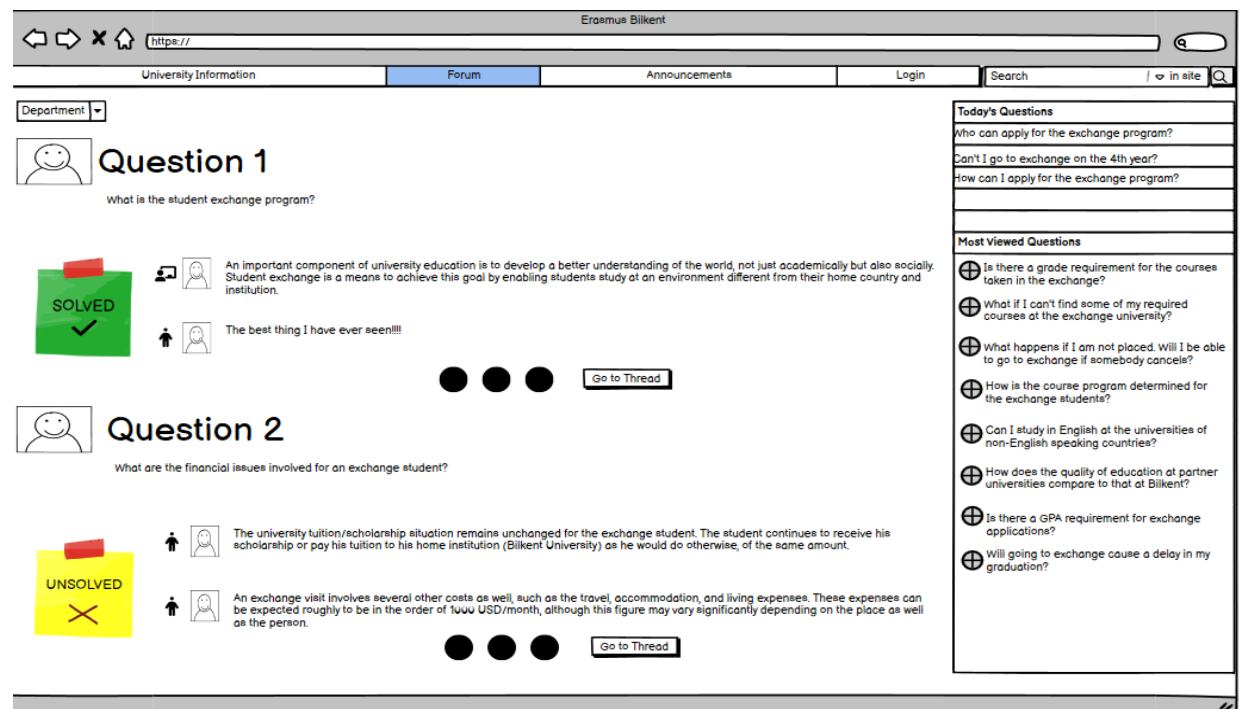 Erasmus Bilkent
https://
University Information
Forum
Announcements
Login
Search
in site
Department
Question 1
What is the student exchange program?
SOLVED
An important component of university education is to develop a better understanding of the world, not just academically but also socially.
Student exchange is a means to achieve this goal by enabling students study at an environment different from their home country and
institution.
The best thing I have ever seen!!!!
Go to Thread
Question 2
What are the financial issues involved for an exchange student?
UNSOLVED
The university tuition/scholarship situation remains unchanged for the exchange student. The student continues to receive his
scholarship or pay his tuition to his home institution (Bilkent University) as he would do otherwise, of the same amount.
An exchange visit involves several other costs as well, such as the travel, accommodation, and living expenses. These expenses can
be expected roughly to be in the order of 1000 USD/month, although this figure may vary significantly depending on the place as well
as the person.
Go to Thread
Today's Questions
Who can apply for the exchange program?
Can't I go to exchange on the 4th year?
How can I apply for the exchange program?
Most Viewed Questions
Is there a grade requirement for the courses
taken in the exchange?
What if I can't find some of my required
courses at the exchange university?
What happens if I am not placed. Will I be able
to go to exchange if somebody cancels?
How is the course program determined for
the exchange students?
Can I study in English at the universities of
non-English speaking countries?
How does the quality of education at partner
universities compare to that at Bilkent?
Is there a GPA requirement for exchange
applications?
Will going to exchange cause a delay in my
graduation?